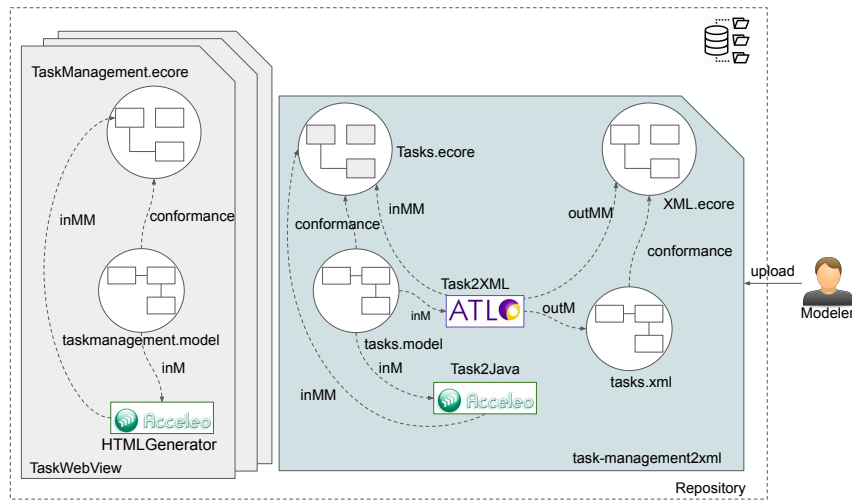 TaskManagement.ecore
inMM
conformance
taskmanagement.model
inM
Acceleo
HTMLGenerator
TaskWebView
Tasks.ecore
XML.ecore
inMM
outMM
conformance
conformance
Task2XML
ATL
inM
outM
tasks.model
tasks.xml
inM
Task2Java
inMM
Acceleo
task-management2xml
upload
Modeler
Repository